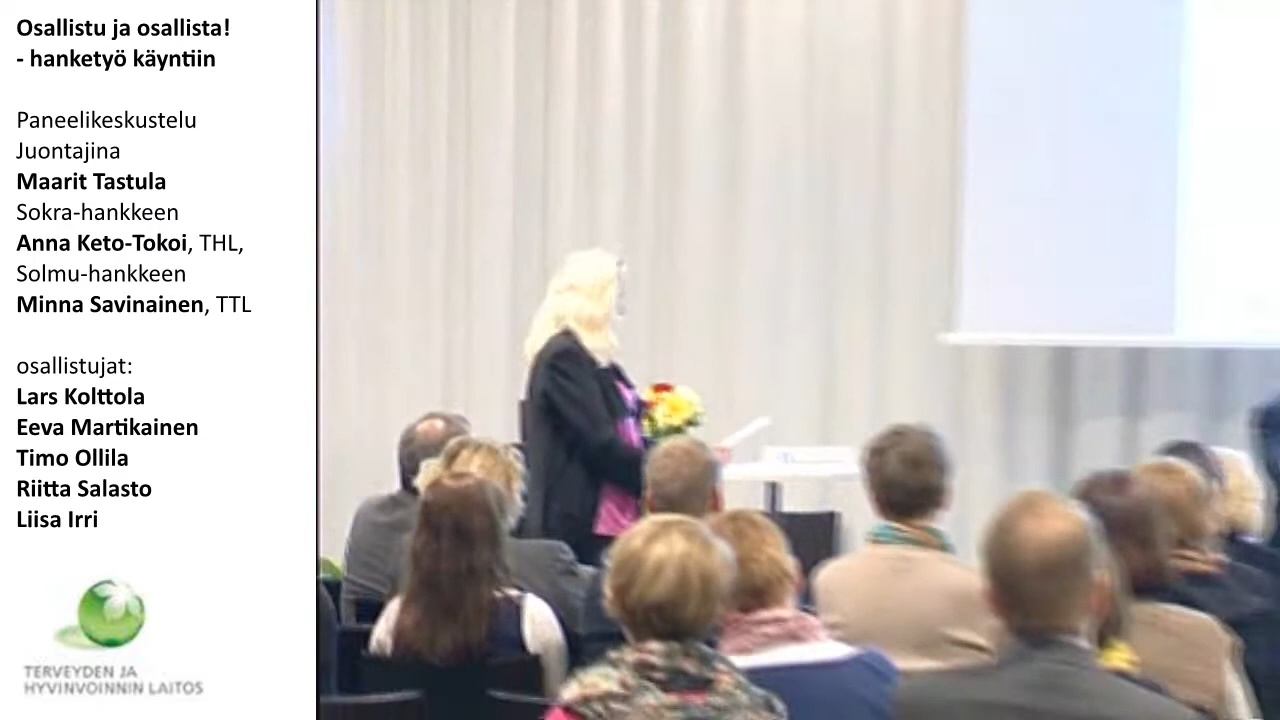 Osallistu ja osallista!
- hanketyö käyntiin
Paneelikeskustelu
Juontajina
Maarit Tastula
Sokra-hankkeen
Anna Keto-Tokoi, THL,
Solmu-hankkeen
Minna Savinainen, TTL
osallistujat:
Lars Kolttola
Eeva Martikainen
Timo Ollila
Riitta Salasto
Liisa Irri
TERVEYDEN JA
HYVINVOINNIN LAITOS